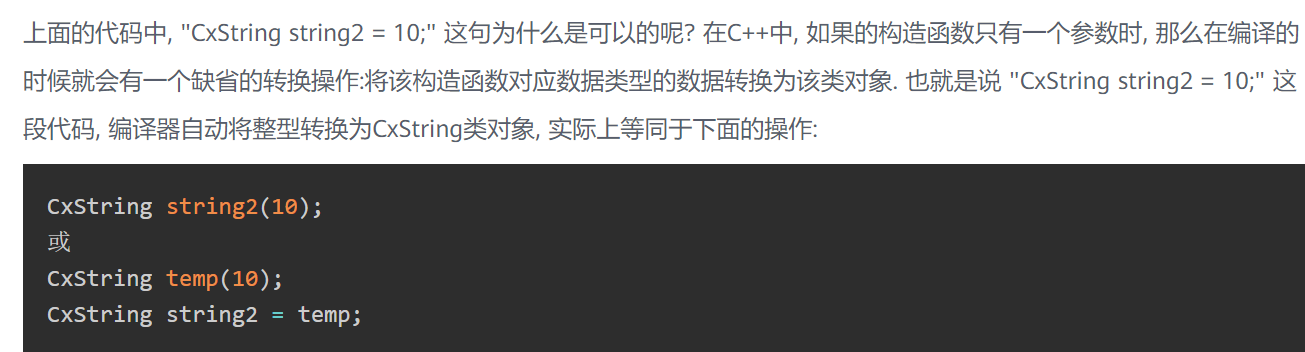 上面的代码中, "CxString string2 = 10;" 这句为什么是可以的呢? 在C++中, 如果的构造函数只有一个参数时, 那么在编译的
时候就会有一个缺省的转换操作:将该构造函数对应数据类型的数据转换为该类对象. 也就是说 "CxString string2 = 10;" 这
段代码, 编译器自动将整型转换为CxString类对象, 实际上等同于下面的操作:
CxString string2(10);
或
CxString temp(10);
CxString string2 = temp;